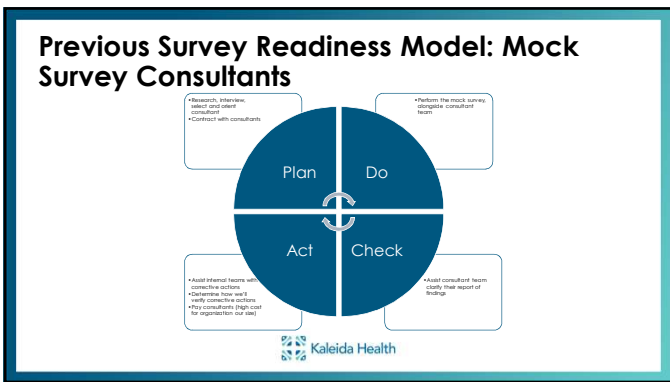 Previous Survey Readiness Model: Mock
Survey Consultants
•Research, interview,
select and orient
consultant
•Contract with consultants
•Perform the mock survey,
alongside consultant
team
Plan
Do
Act
Check
•Assist internal teams with
corrective actions
•Determine how we'll
verify corrective actions
•Pay consultants (high cost
for organization our size)
•Assist consultant team
clarify their report of
findings
Kaleida Health